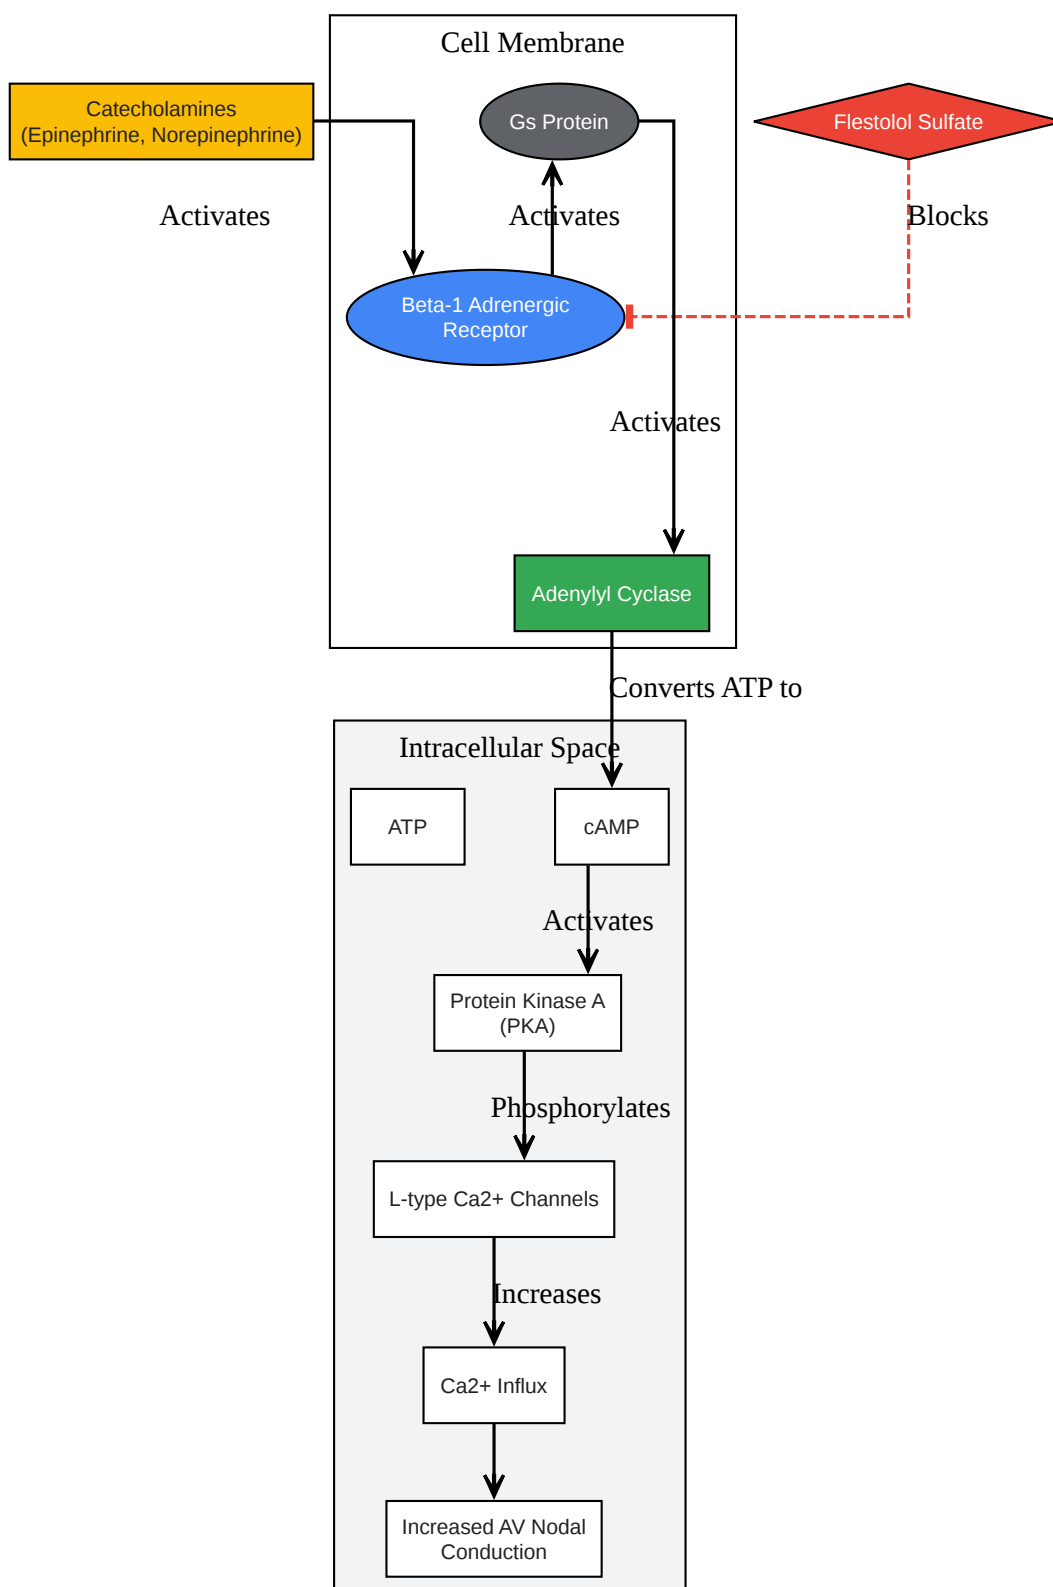 Cell Membrane
Catecholamines
(Epinephrine, Norepinephrine)
Gs Protein
Flestolol Sulfate
Activates
Activates
Blocks
Beta-1 Adrenergic
Receptor
Activates
Adenylyl Cyclase
Converts ATP to
Intracellular Space
ATP
cAMP
Activates
Protein Kinase A
(PKA)
Phosphorylates
L-type Ca2+ Channels
Increases
Ca2+ Influx
Increased AV Nodal
Conduction